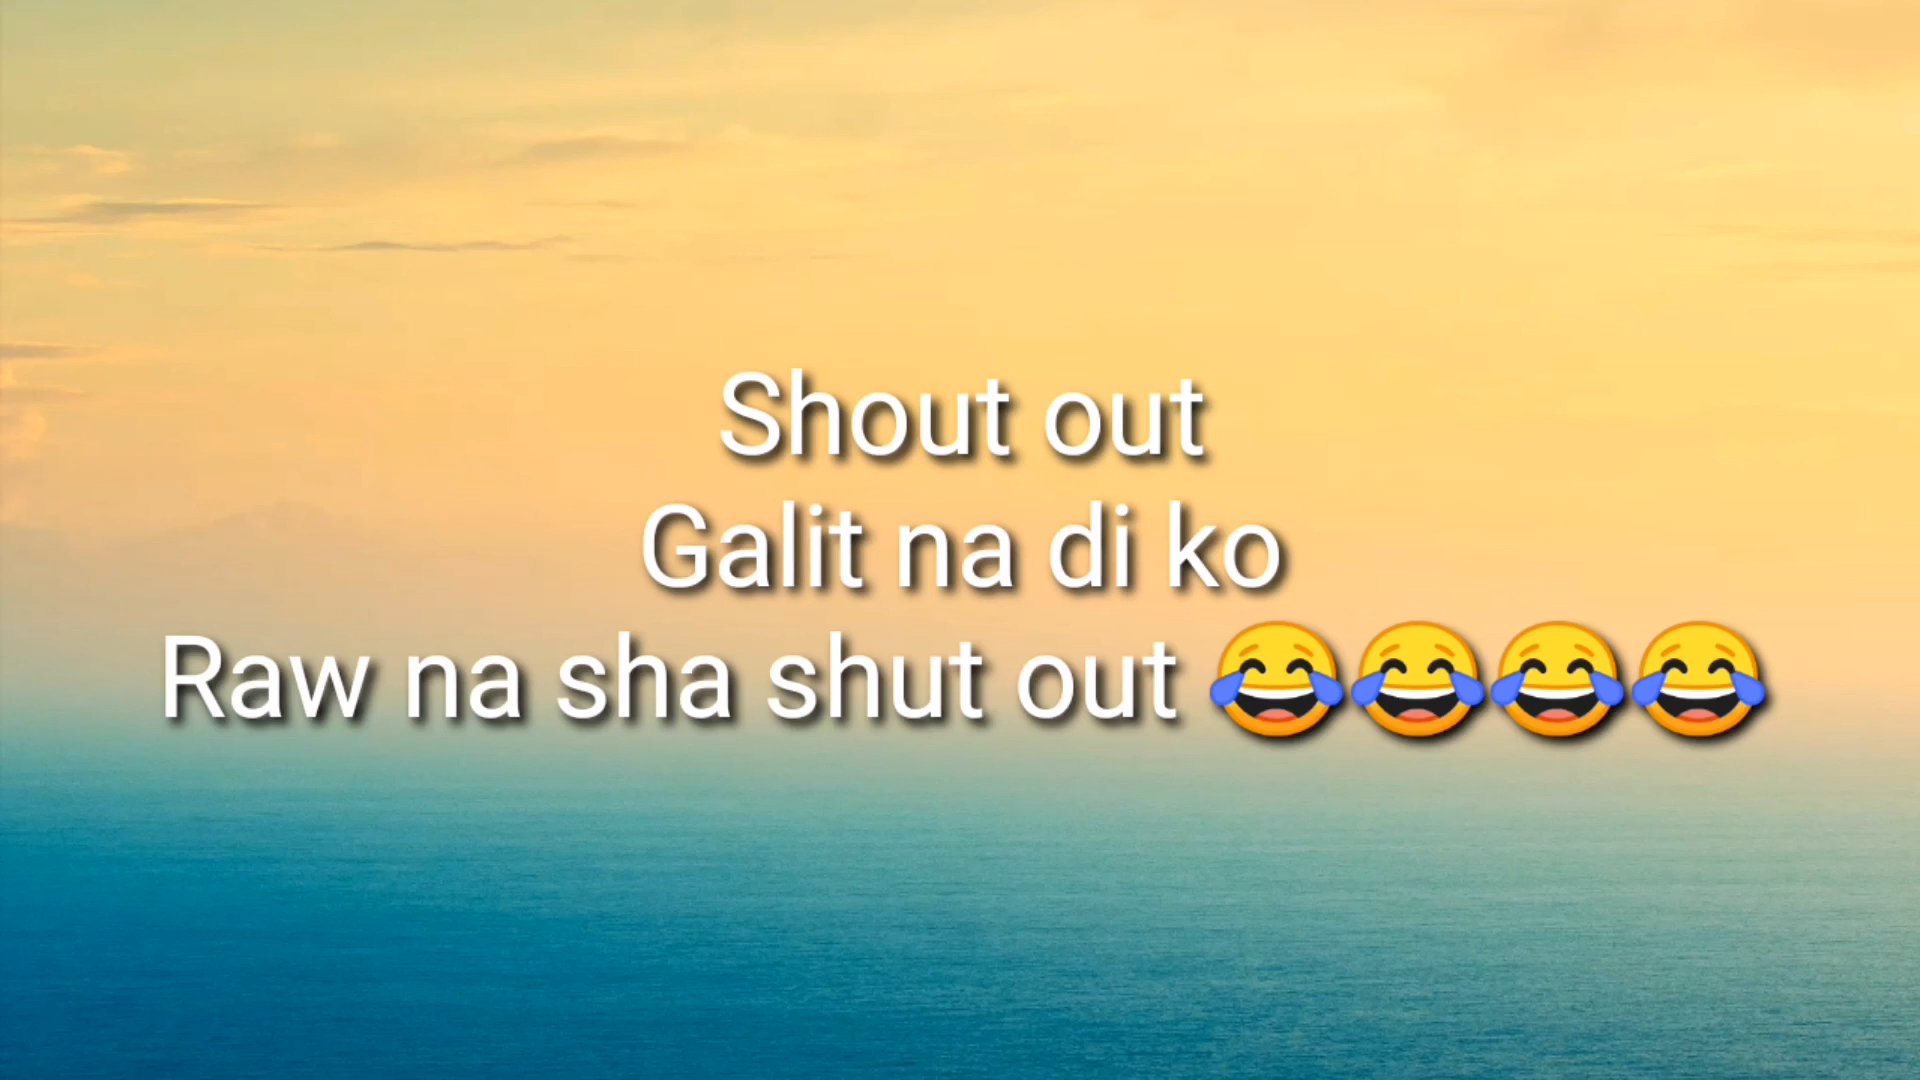 Shout out
Galit na di ko
Raw na sha shut out 😂😂😂😂